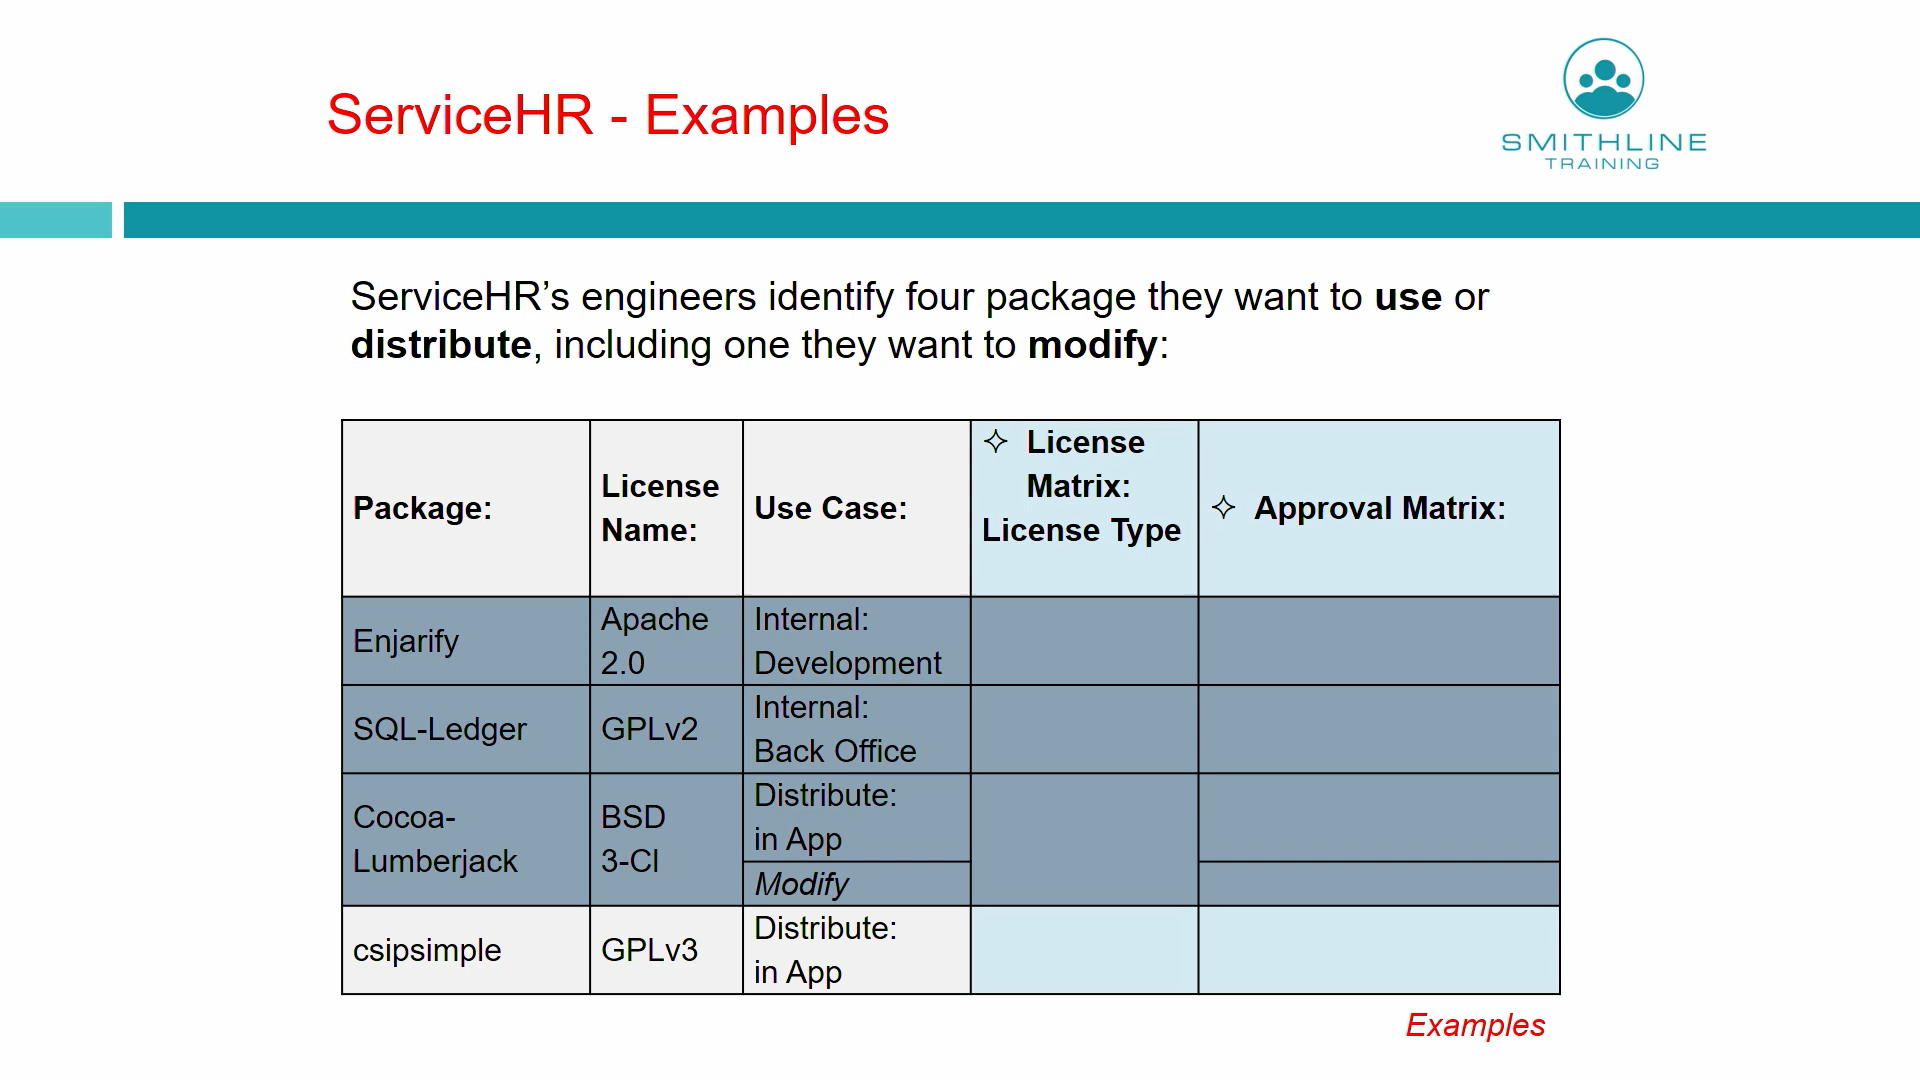 ServiceHR - Examples
SMITHLINE
TRAINING
ServiceHR’s engineers identify four package they want to use or
distribute, including one they want to modify:
Package:
License
Name:
Use Case:
✧ License
Matrix:
License Type
✧ Approval Matrix:
Enjarify
Apache
2.0
Internal:
Development
SQL-Ledger
GPLv2
Internal:
Back Office
Cocoa-
Lumberjack
BSD
3-Cl
Distribute:
in App
Modify
csipsimple
GPLv3
Distribute:
in App
Examples